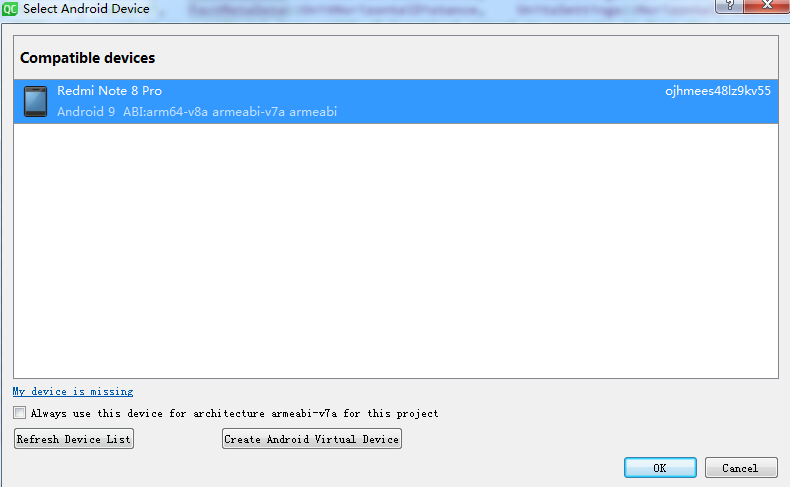 QC Select Android Device
Compatible devices
Redmi Note 8 Pro ojhmees48lz9kv55
Android 9 ABI:arm64-v8a armeabi-v7a armeabi
My device is missing
Always use this device for architecture armeabi-v7a for this project
Refresh Device List Create Android Virtual Device
OK Cancel